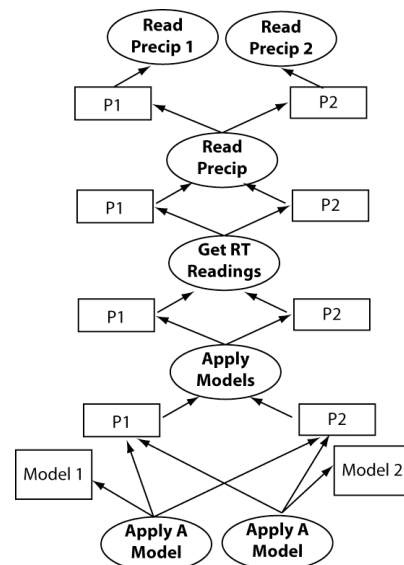 Read
Precip 1
Read
Precip 2
P1
P2
Read
Precip
P1
P2
Get RT
Readings
P1
P2
Apply
Models
P1
P2
Model 1
Model 2
Apply A
Model
Apply A
Model